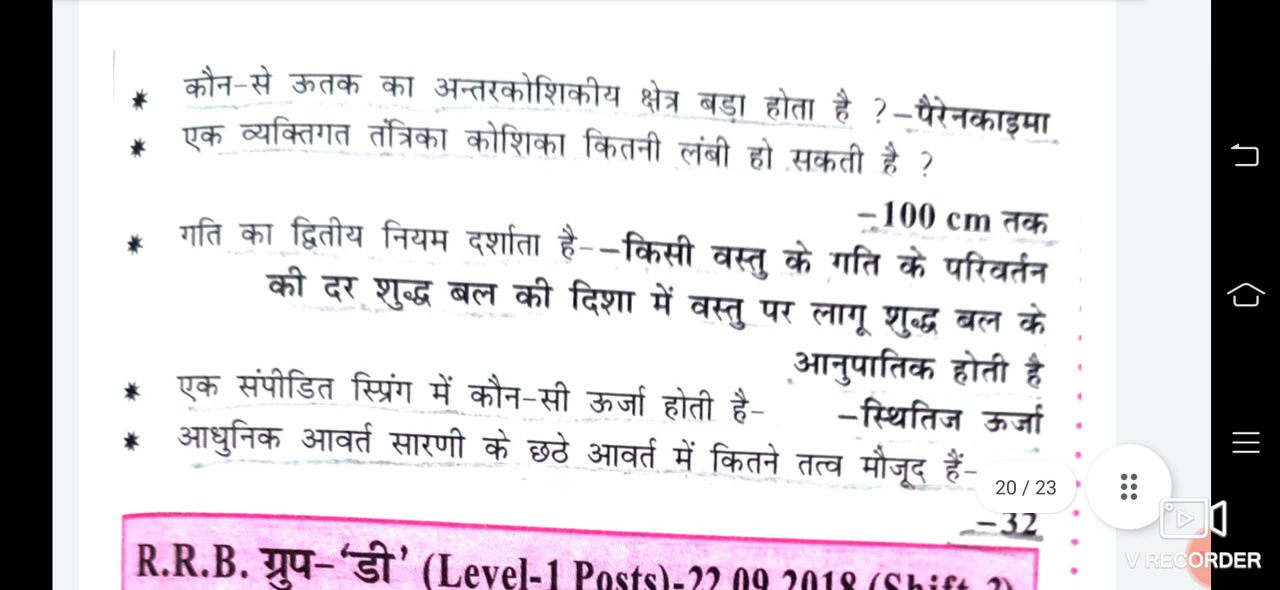 * कौन-से ऊतक का अन्तरकोशिकीय क्षेत्र बड़ा होता है ? –पैरेनकाइमा
* एक व्यक्तिगत तंत्रिका कोशिका कितनी लंबी हो सकती है ?
–100 cm तक
* गति का द्वितीय नियम दर्शाता है- –किसी वस्तु के गति के परिवर्तन
की दर शुद्ध बल की दिशा में वस्तु पर लागू शुद्ध बल के
आनुपातिक होती है
* एक संपीडित स्प्रिंग में कौन-सी ऊर्जा होती है- –स्थितिज ऊर्जा
* आधुनिक आवर्त सारणी के छठे आवर्त में कितने तत्व मौजूद हैं-
20 / 23
–32
V RECORDER
R.R.B. ग्रुप–‘डी’ (Level-1 Posts)-22.09.2018 (Shift-2)